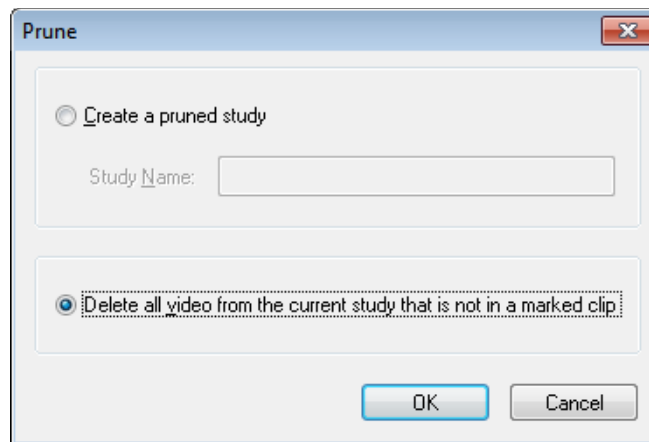 Prune
Create a pruned study
Study Name:
Delete all video from the current study that is not in a marked clip
OK
Cancel